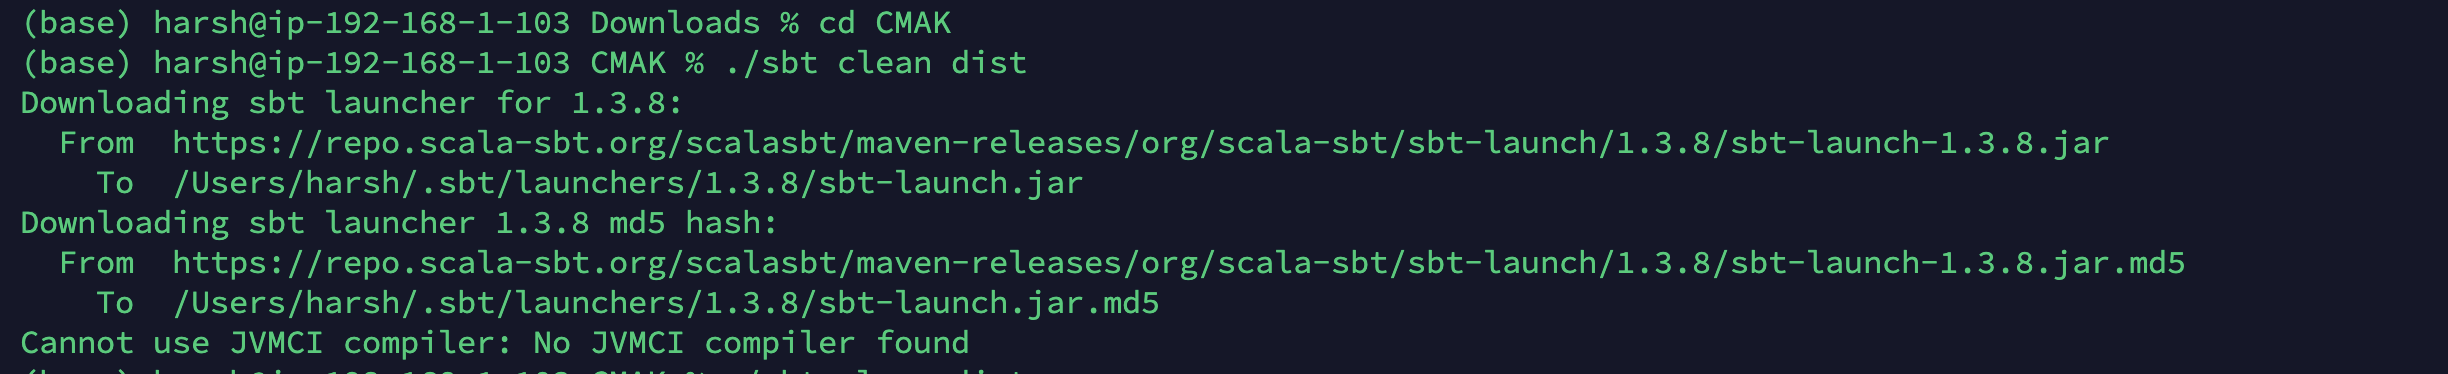 (base) harsh@ip-192-168-1-103 Downloads % cd CMAK
(base) harsh@ip-192-168-1-103 CMAK % ./sbt clean dist
Downloading sbt launcher for 1.3.8:
  From  https://repo.scala-sbt.org/scalasbt/maven-releases/org/scala-sbt/sbt-launch/1.3.8/sbt-launch-1.3.8.jar
    To  /Users/harsh/.sbt/launchers/1.3.8/sbt-launch.jar
Downloading sbt launcher 1.3.8 md5 hash:
  From  https://repo.scala-sbt.org/scalasbt/maven-releases/org/scala-sbt/sbt-launch/1.3.8/sbt-launch-1.3.8.jar.md5
    To  /Users/harsh/.sbt/launchers/1.3.8/sbt-launch.jar.md5
Cannot use JVMCI compiler: No JVMCI compiler found